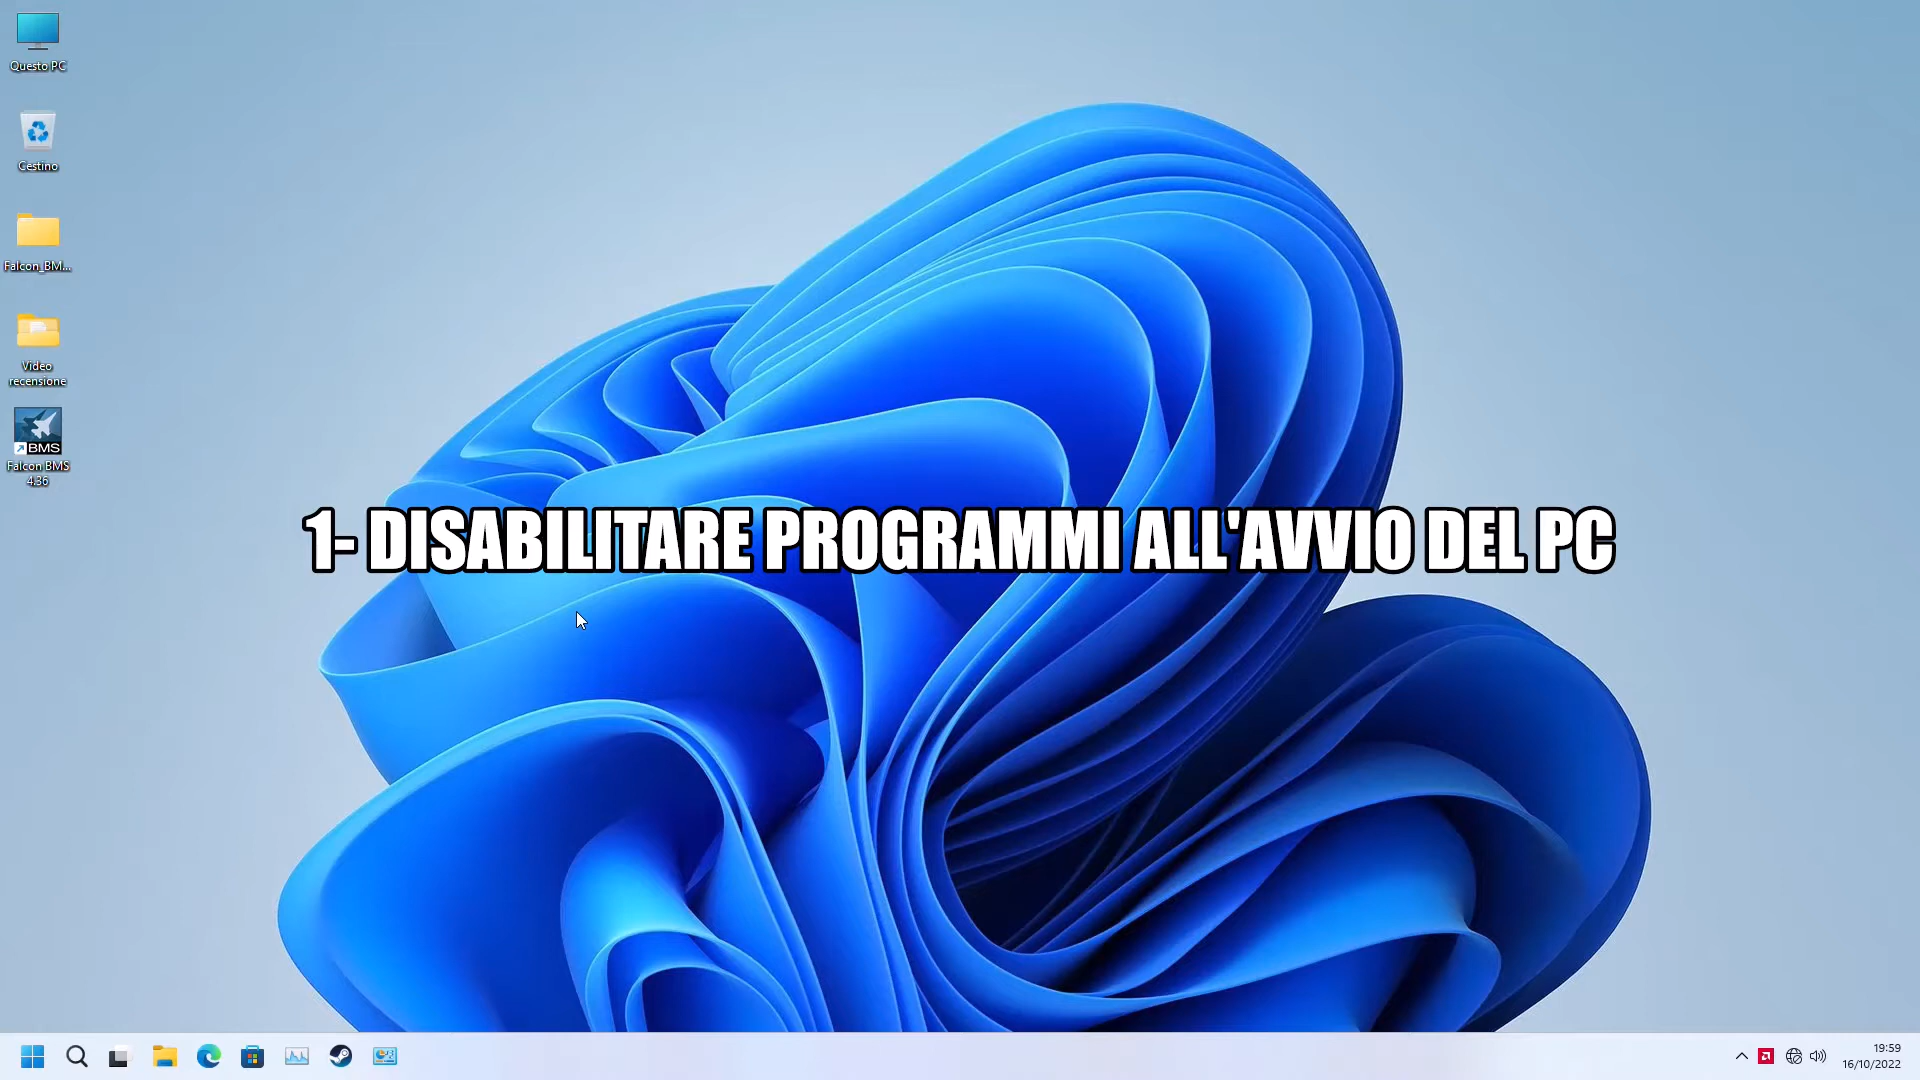 Questo PC
Cestino
Falcon_BM...
Video
recensione
BMS
Falcon BMS
4.36
1- DISABILITARE PROGRAMMI ALL'AVVIO DEL PC
19:59
16/10/2022